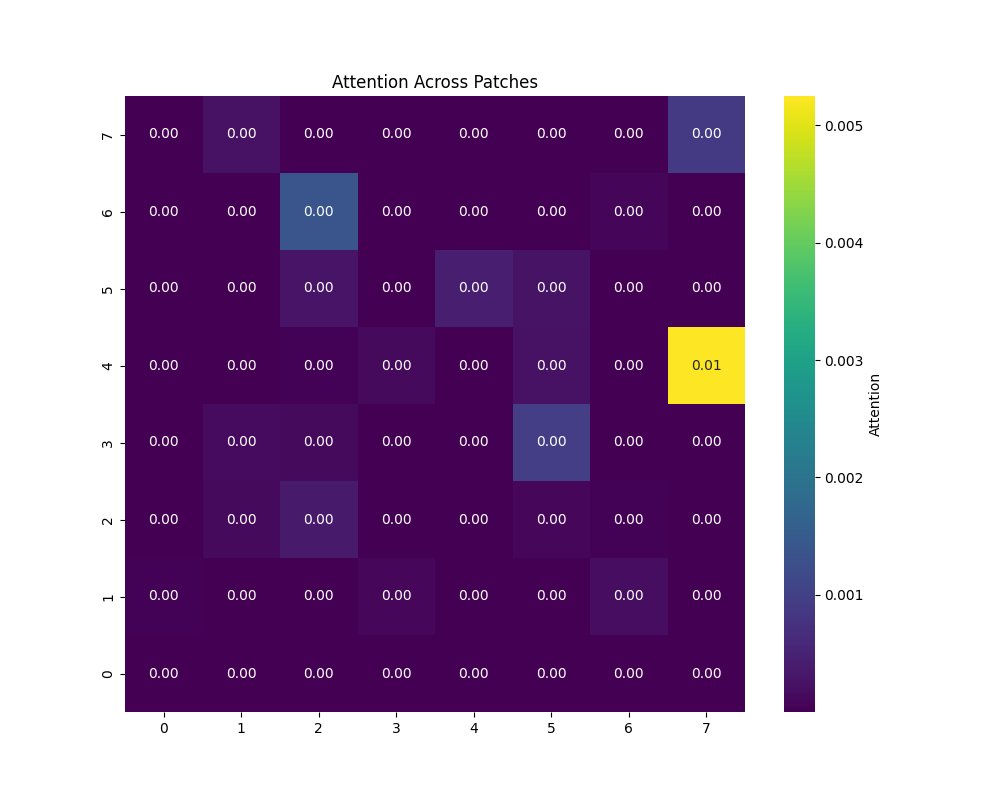 Attention Across Patches
7 0.00 0.00 0.00 0.00 0.00 0.00 0.00 0.00
6 0.00 0.00 0.00 0.00 0.00 0.00 0.00 0.00
5 0.00 0.00 0.00 0.00 0.00 0.00 0.00 0.00
4 0.00 0.00 0.00 0.00 0.00 0.00 0.00 0.01
3 0.00 0.00 0.00 0.00 0.00 0.00 0.00 0.00
2 0.00 0.00 0.00 0.00 0.00 0.00 0.00 0.00
1 0.00 0.00 0.00 0.00 0.00 0.00 0.00 0.00
0 0.00 0.00 0.00 0.00 0.00 0.00 0.00 0.00
0 1 2 3 4 5 6 7
0.005
0.004
0.003
0.002
0.001
Attention